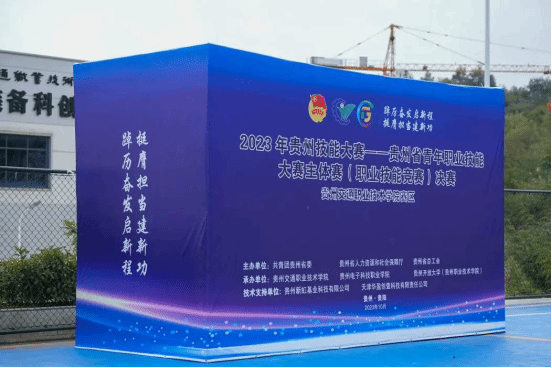 通职业技术
备科创
挺膺担当建新功
踔厉奋发启新程
踔厉奋发启新程
挺膺担当建新功
2023年贵州技能大赛——贵州省青年职业技能
大赛主体赛（职业技能竞赛）决赛
贵州交通职业技术学院赛区
主办单位：共青团贵州省委 贵州省人力资源和社会保障厅 贵州省总工会
承办单位：贵州交通职业技术学院 贵州电子科技职业学院 贵州开放大学（贵州职业技术学院）
技术支持单位：贵州新虹基业科技有限公司 天津华盈创意科技有限责任公司
贵州·贵阳
2023年10月